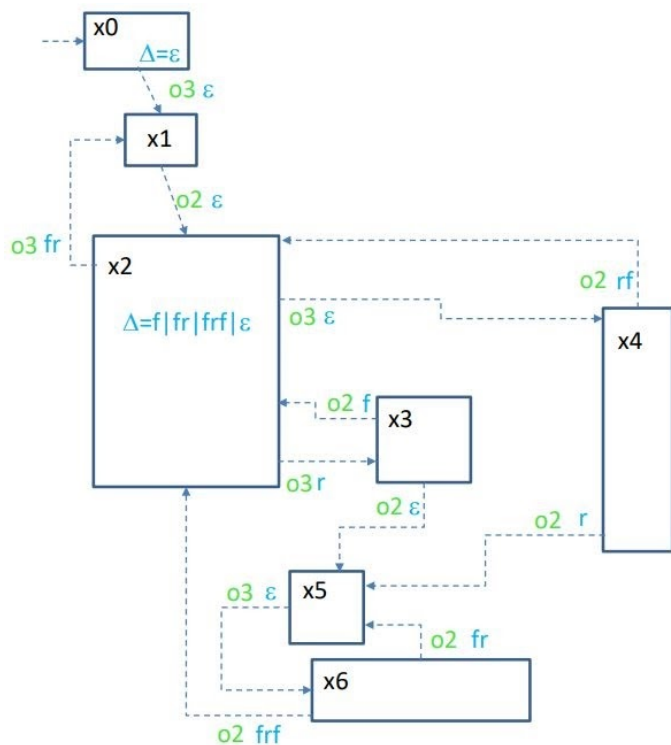 x0
Δ=ε
o3 ε
x1
o2 ε
o3 fr
x2
o2 rf
Δ=f|fr|frf|ε
o3 ε
x4
o2 f
x3
o3 r
o2 ε
o2 r
o3 ε
x5
o2 fr
x6
o2 frf